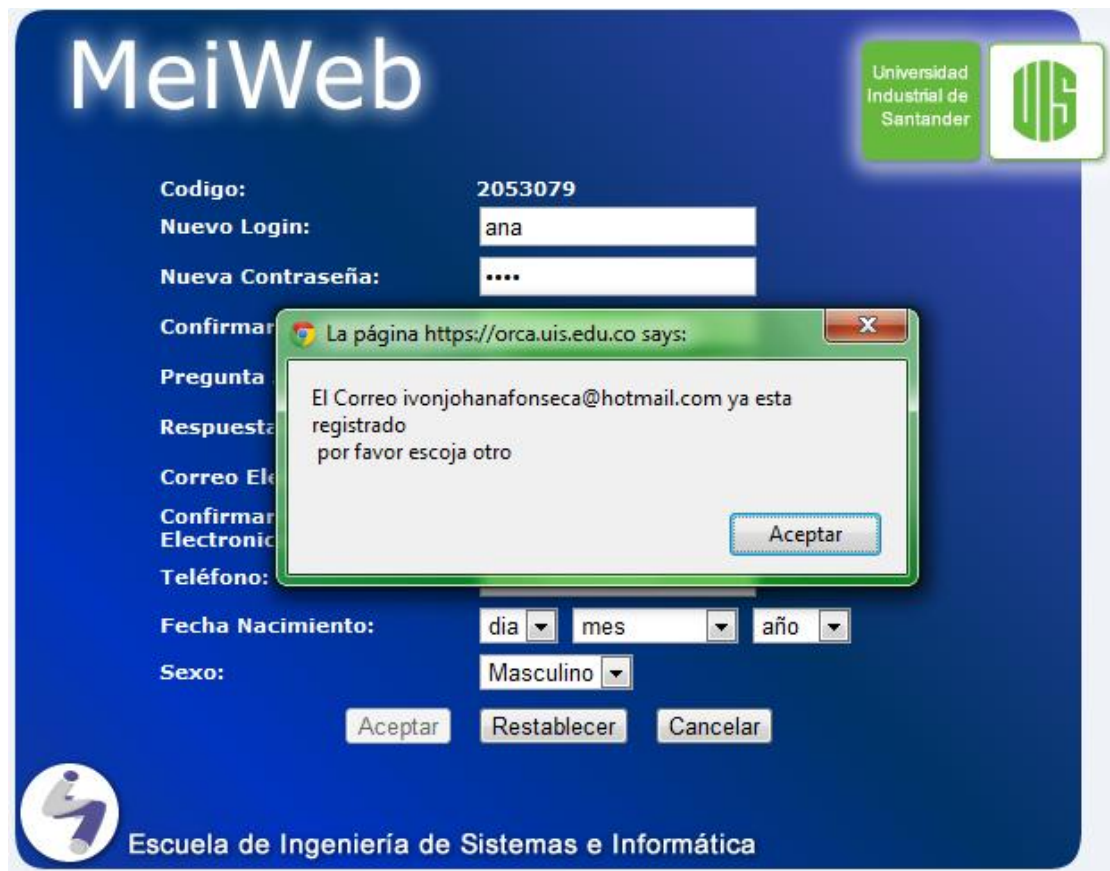 MeiWeb
Universidad
Industrial de
Santander
UIS
Codigo:
2053079
Nuevo Login:
ana
Nueva Contraseña:
••••
Confirmar
La página https://orca.uis.edu.co says:
x
Pregunta
El Correo ivonjohanafonseca@hotmail.com ya esta
registrado
por favor escoja otro
Respuesta
Correo Ele
Confirmar
Electronic
Aceptar
Teléfono:
Fecha Nacimiento:
dia
mes
año
Sexo:
Masculino
Aceptar
Restablecer
Cancelar
Escuela de Ingeniería de Sistemas e Informática